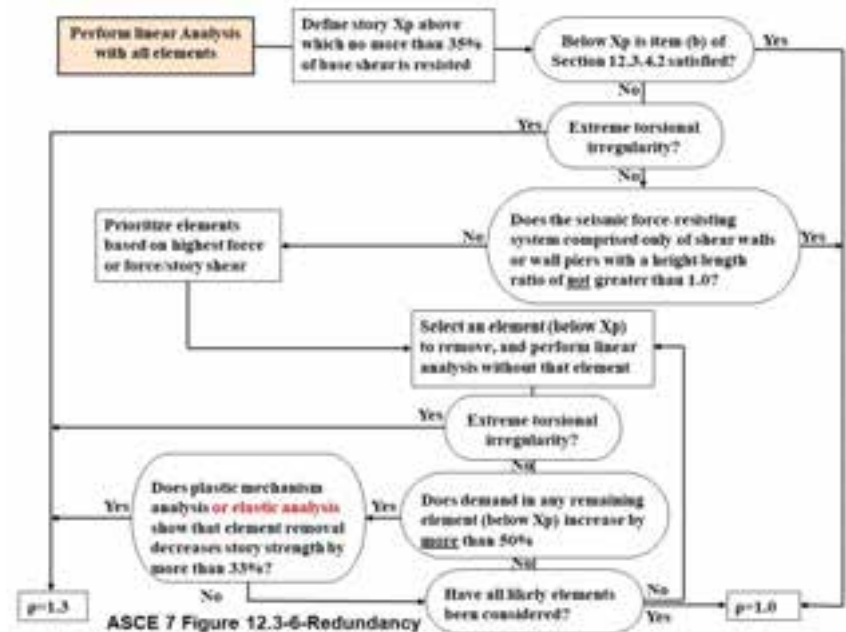 Perform linear Analysis
with all elements
Define story Xp above
which no more than 35%
of base shear is resisted
Below Xp is item (b) of
Section 12.3.4.2 satisfied?
Yes
No
Yes
Extreme torsional
irregularity?
No
Prioritize elements
based on highest force
or force/story shear
No
Does the seismic force-resisting
system comprised only of shear walls
or wall piers with a height-length
ratio of not greater than 1.0?
Yes
Select an element (below Xp)
to remove, and perform linear
analysis without that element
Yes
Extreme torsional
irregularity?
No
Yes
Does plastic mechanism
analysis or elastic analysis
show that element removal
decreases story strength by
more than 33%?
Yes
Does demand in any remaining
element (below Xp) increase by
more than 50%
No
No
Have all likely elements
been considered?
No
Yes
ρ=1.3
ρ=1.0
ASCE 7 Figure 12.3-6-Redundancy